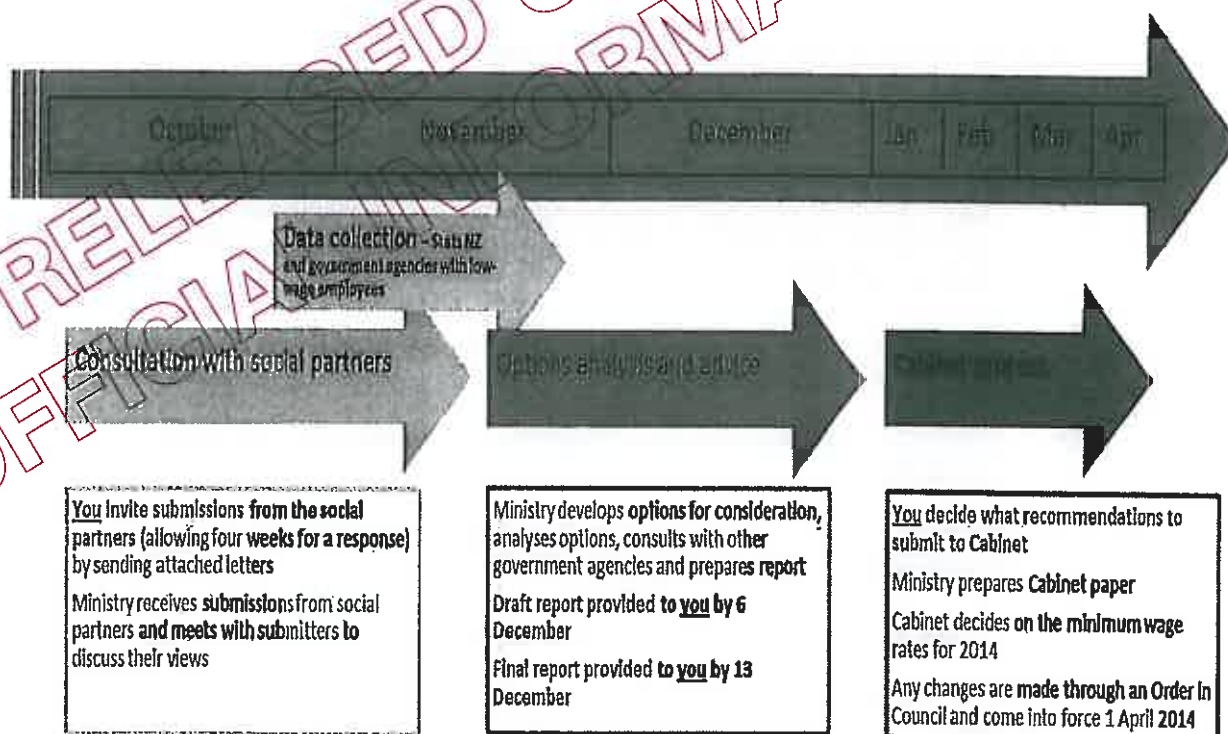 RELEASED
OFFICIAL INFORMA
October November December Jan Feb Mar Apr
Data collection - Stats NZ
and government agencies with low-
wage employees
Consultation with social partners
Options analysis and advice
Cabinet process
You invite submissions from the social
partners (allowing four weeks for a response)
by sending attached letters
Ministry receives submissions from social
partners and meets with submitters to
discuss their views
Ministry develops options for consideration,
analyses options, consults with other
government agencies and prepares report
Draft report provided to you by 6
December
Final report provided to you by 13
December
You decide what recommendations to
submit to Cabinet
Ministry prepares Cabinet paper
Cabinet decides on the minimum wage
rates for 2014
Any changes are made through an Order in
Council and come into force 1 April 2014